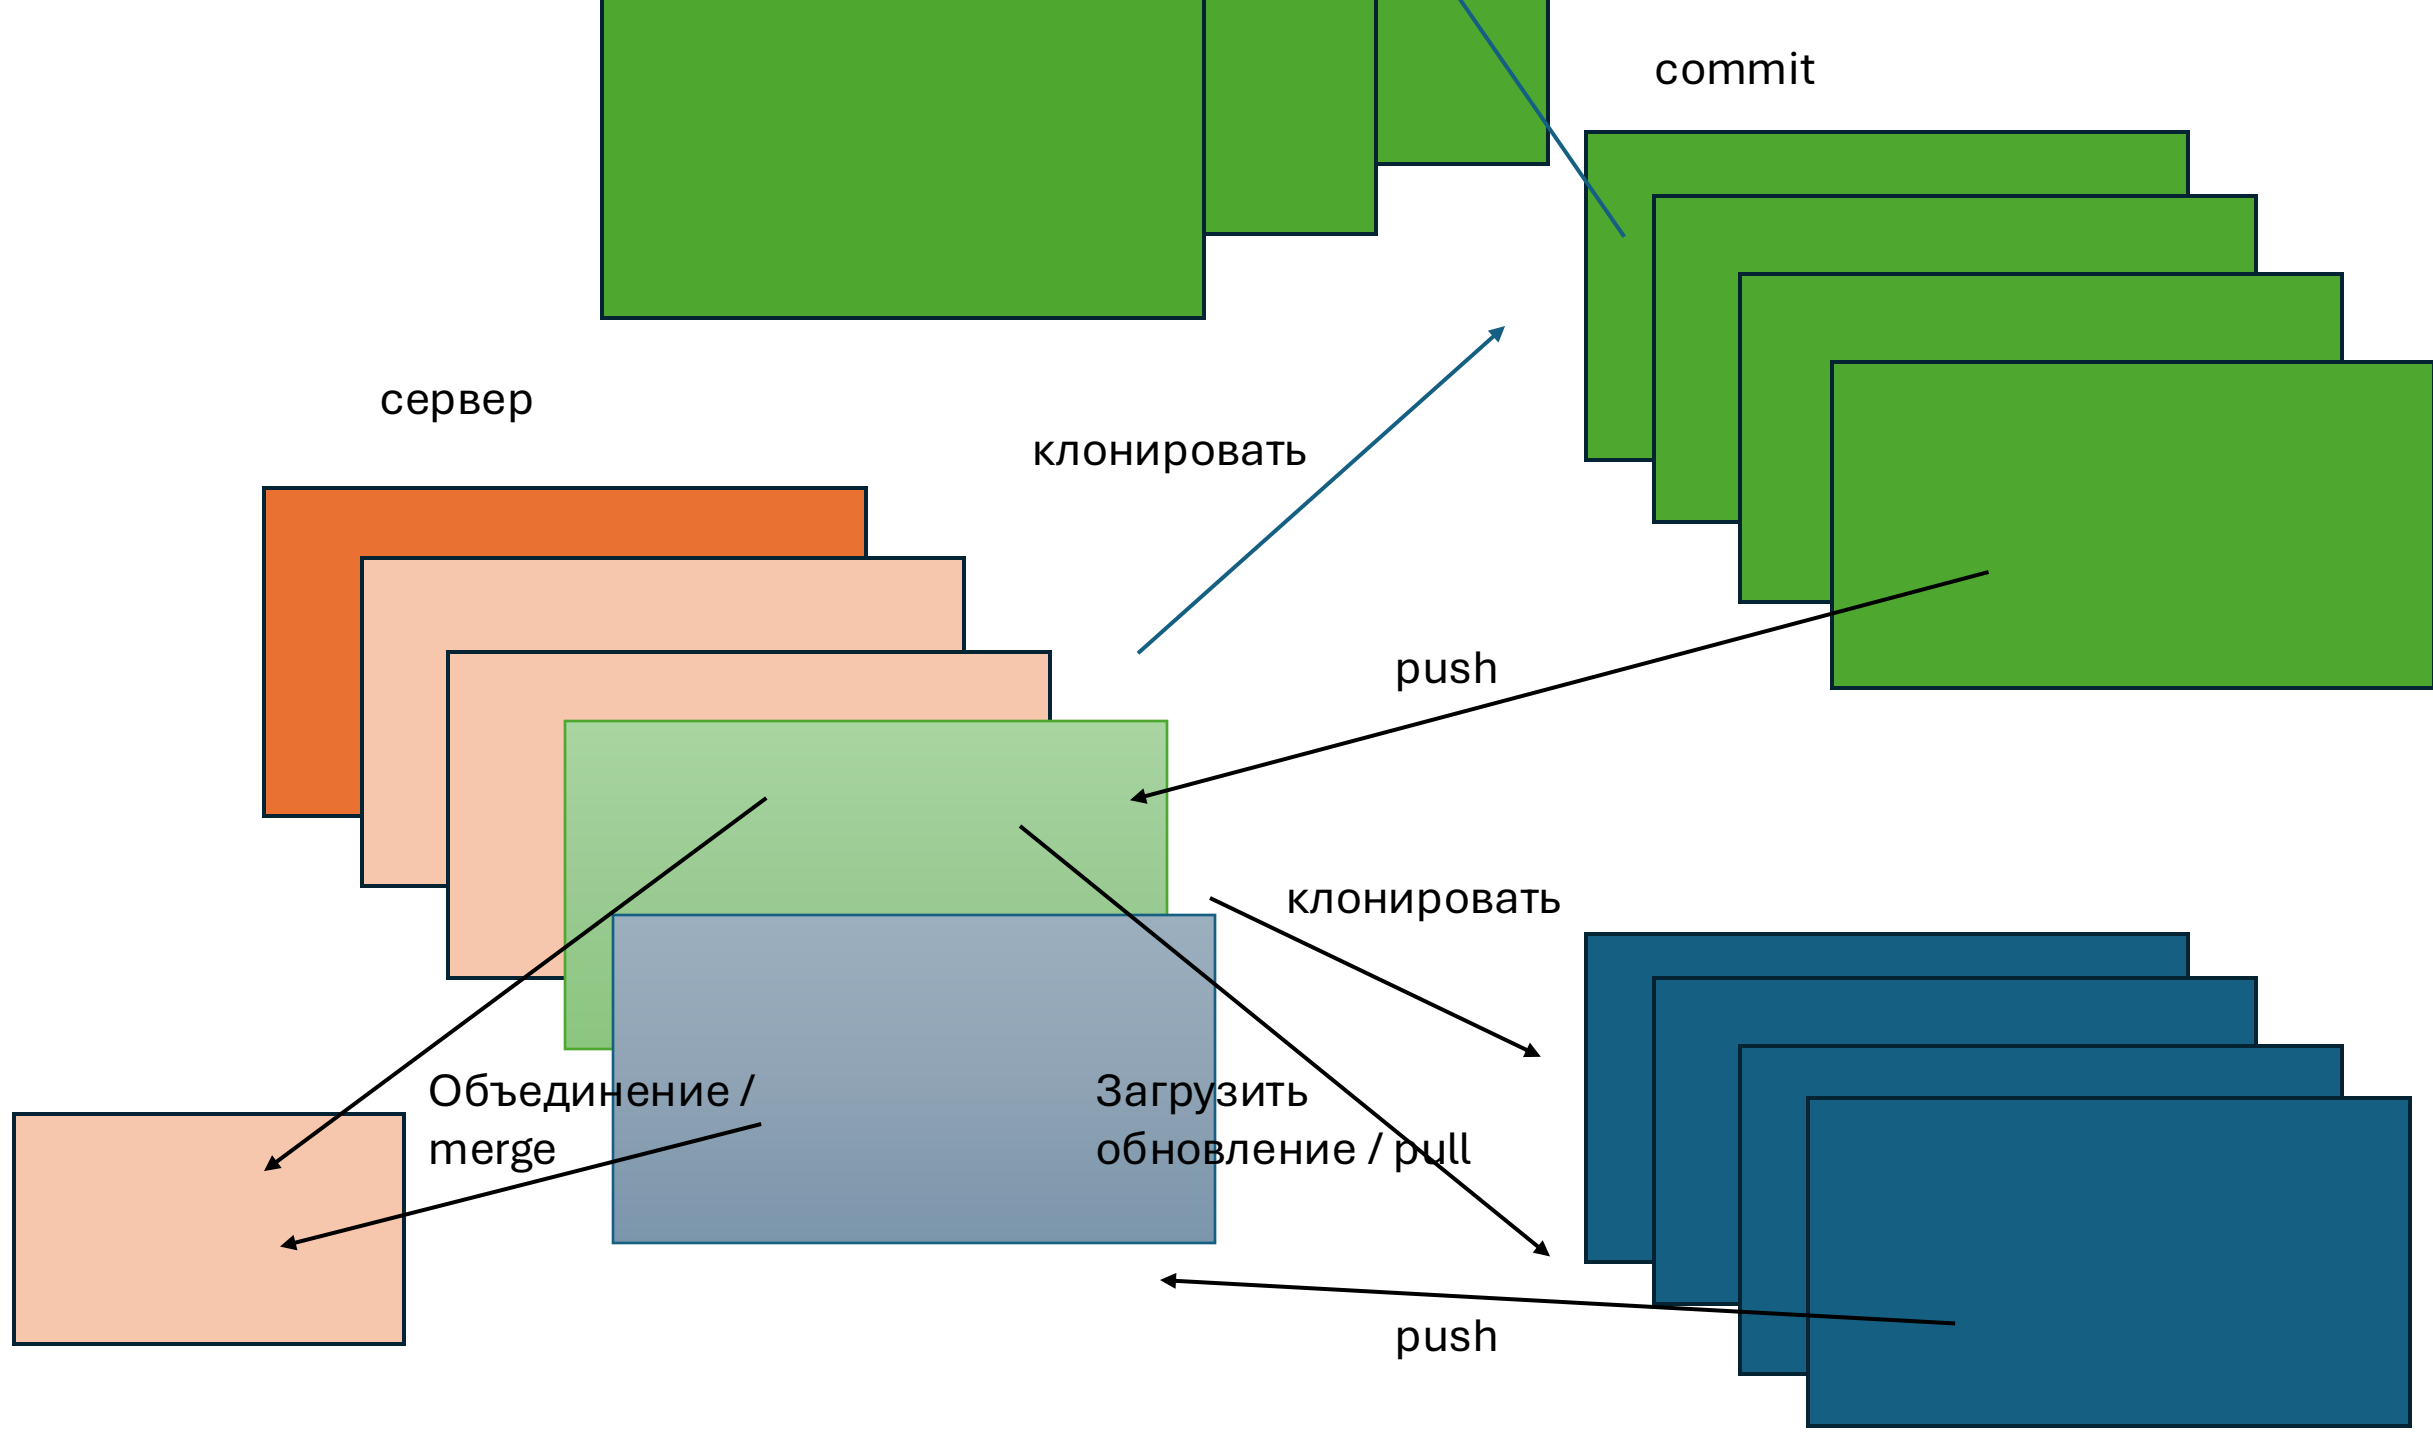 commit
сервер
клонировать
push
клонировать
Объединение /
merge
Загрузить
обновление / pull
push